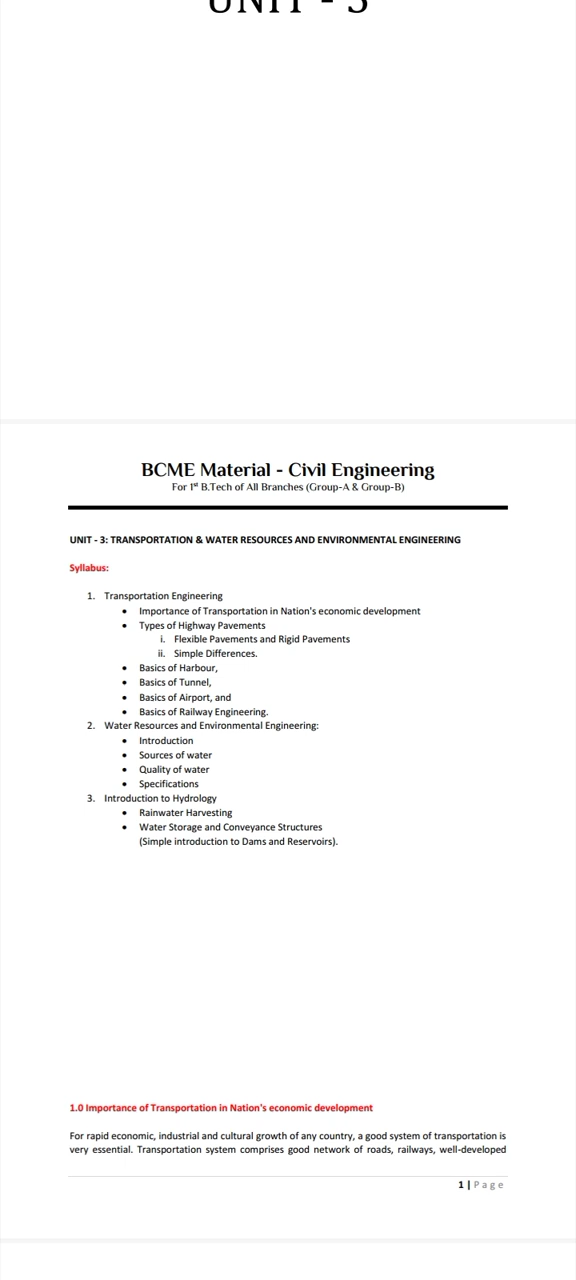 UNIT - 3
BCME Material - Civil Engineering
For 1st B.Tech of All Branches (Group-A & Group-B)
UNIT - 3: TRANSPORTATION & WATER RESOURCES AND ENVIRONMENTAL ENGINEERING
Syllabus:
1. Transportation Engineering
• Importance of Transportation in Nation's economic development
• Types of Highway Pavements
i. Flexible Pavements and Rigid Pavements
ii. Simple Differences.
• Basics of Harbour,
• Basics of Tunnel,
• Basics of Airport, and
• Basics of Railway Engineering.
2. Water Resources and Environmental Engineering:
• Introduction
• Sources of water
• Quality of water
• Specifications
3. Introduction to Hydrology
• Rainwater Harvesting
• Water Storage and Conveyance Structures
(Simple introduction to Dams and Reservoirs).
1.0 Importance of Transportation in Nation's economic development
For rapid economic, industrial and cultural growth of any country, a good system of transportation is
very essential. Transportation system comprises good network of roads, railways, well-developed
1 | Page